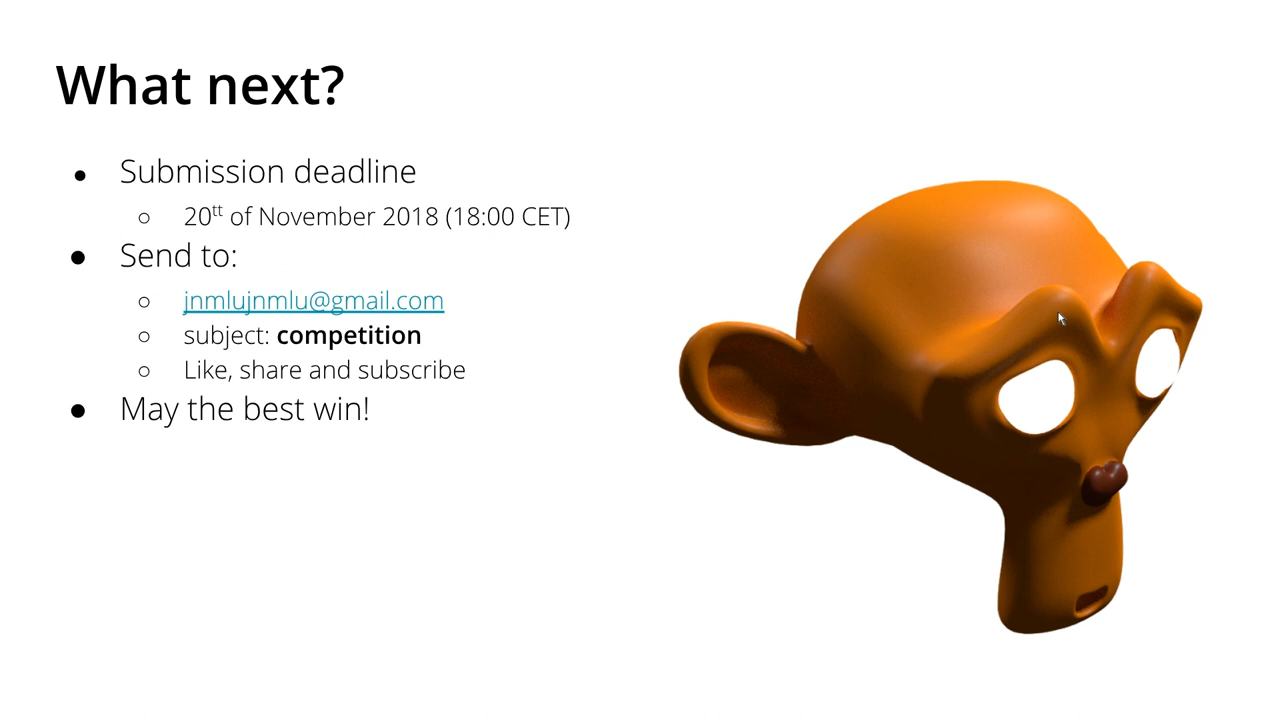 What next?
● Submission deadline
○ 20tt of November 2018 (18:00 CET)
● Send to:
○ jnmlujnmlu@gmail.com
○ subject: competition
○ Like, share and subscribe
● May the best win!